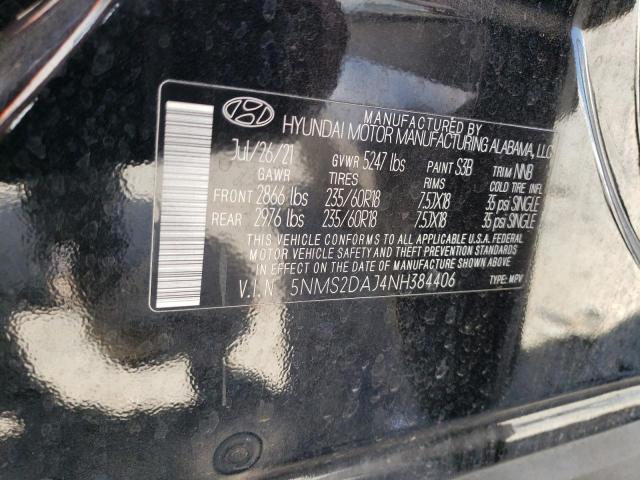 MANUFACTURED BY
HYUNDAI MOTOR MANUFACTURING ALABAMA, LLC
Jul/26/21 GVWR 5247 lbs PAINT S3B TRIM NNB
GAWR TIRES RIMS COLD TIRE INFL
FRONT 2866 lbs 235/60R18 7.5JX18 35 psi SINGLE
REAR 2976 lbs 235/60R18 7.5JX18 35 psi SINGLE
THIS VEHICLE CONFORMS TO ALL APPLICABLE U.S.A. FEDERAL
MOTOR VEHICLE SAFETY AND THEFT PREVENTION STANDARDS
IN EFFECT ON THE DATE OF MANUFACTURE SHOWN ABOVE.
V.I.N 5NMS2DAJ4NH384406 TYPE: MPV